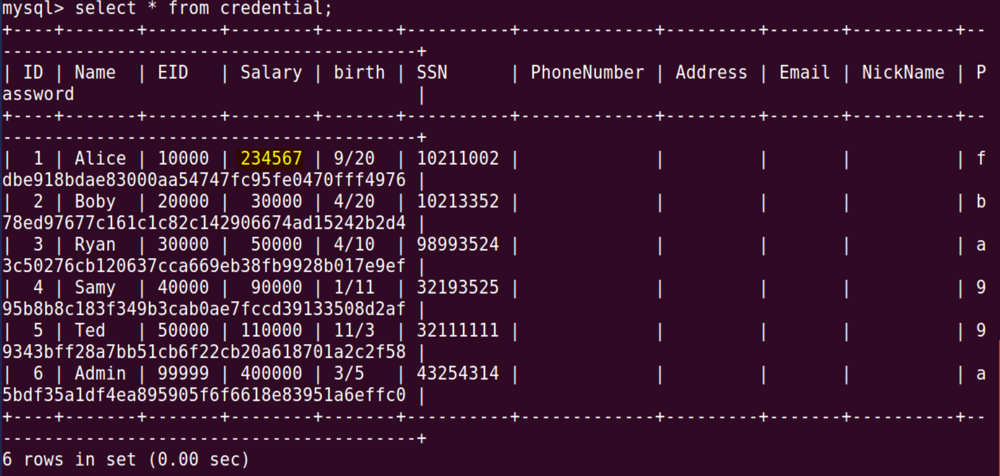 mysql> select * from credential;
+----+-------+-------+--------+-------+----------+-------------+---------+-------+----------+--
----------------------------------------+
| ID | Name  | EID   | Salary | birth | SSN      | PhoneNumber | Address | Email | NickName | P
assword                                  |
+----+-------+-------+--------+-------+----------+-------------+---------+-------+----------+--
----------------------------------------+
|  1 | Alice | 10000 | 234567 | 9/20  | 10211002 |             |         |       |          | f
dbe918bdae83000aa54747fc95fe0470fff4976 |
|  2 | Boby  | 20000 |  30000 | 4/20  | 10213352 |             |         |       |          | b
78ed97677c161c1c82c142906674ad15242b2d4 |
|  3 | Ryan  | 30000 |  50000 | 4/10  | 98993524 |             |         |       |          | a
3c50276cb120637cca669eb38fb9928b017e9ef |
|  4 | Samy  | 40000 |  90000 | 1/11  | 32193525 |             |         |       |          | 9
95b8b8c183f349b3cab0ae7fccd39133508d2af |
|  5 | Ted   | 50000 | 110000 | 11/3  | 32111111 |             |         |       |          | 9
9343bff28a7bb51cb6f22cb20a618701a2c2f58 |
|  6 | Admin | 99999 | 400000 | 3/5   | 43254314 |             |         |       |          | a
5bdf35a1df4ea895905f6f6618e83951a6effc0 |
+----+-------+-------+--------+-------+----------+-------------+---------+-------+----------+--
----------------------------------------+
6 rows in set (0.00 sec)